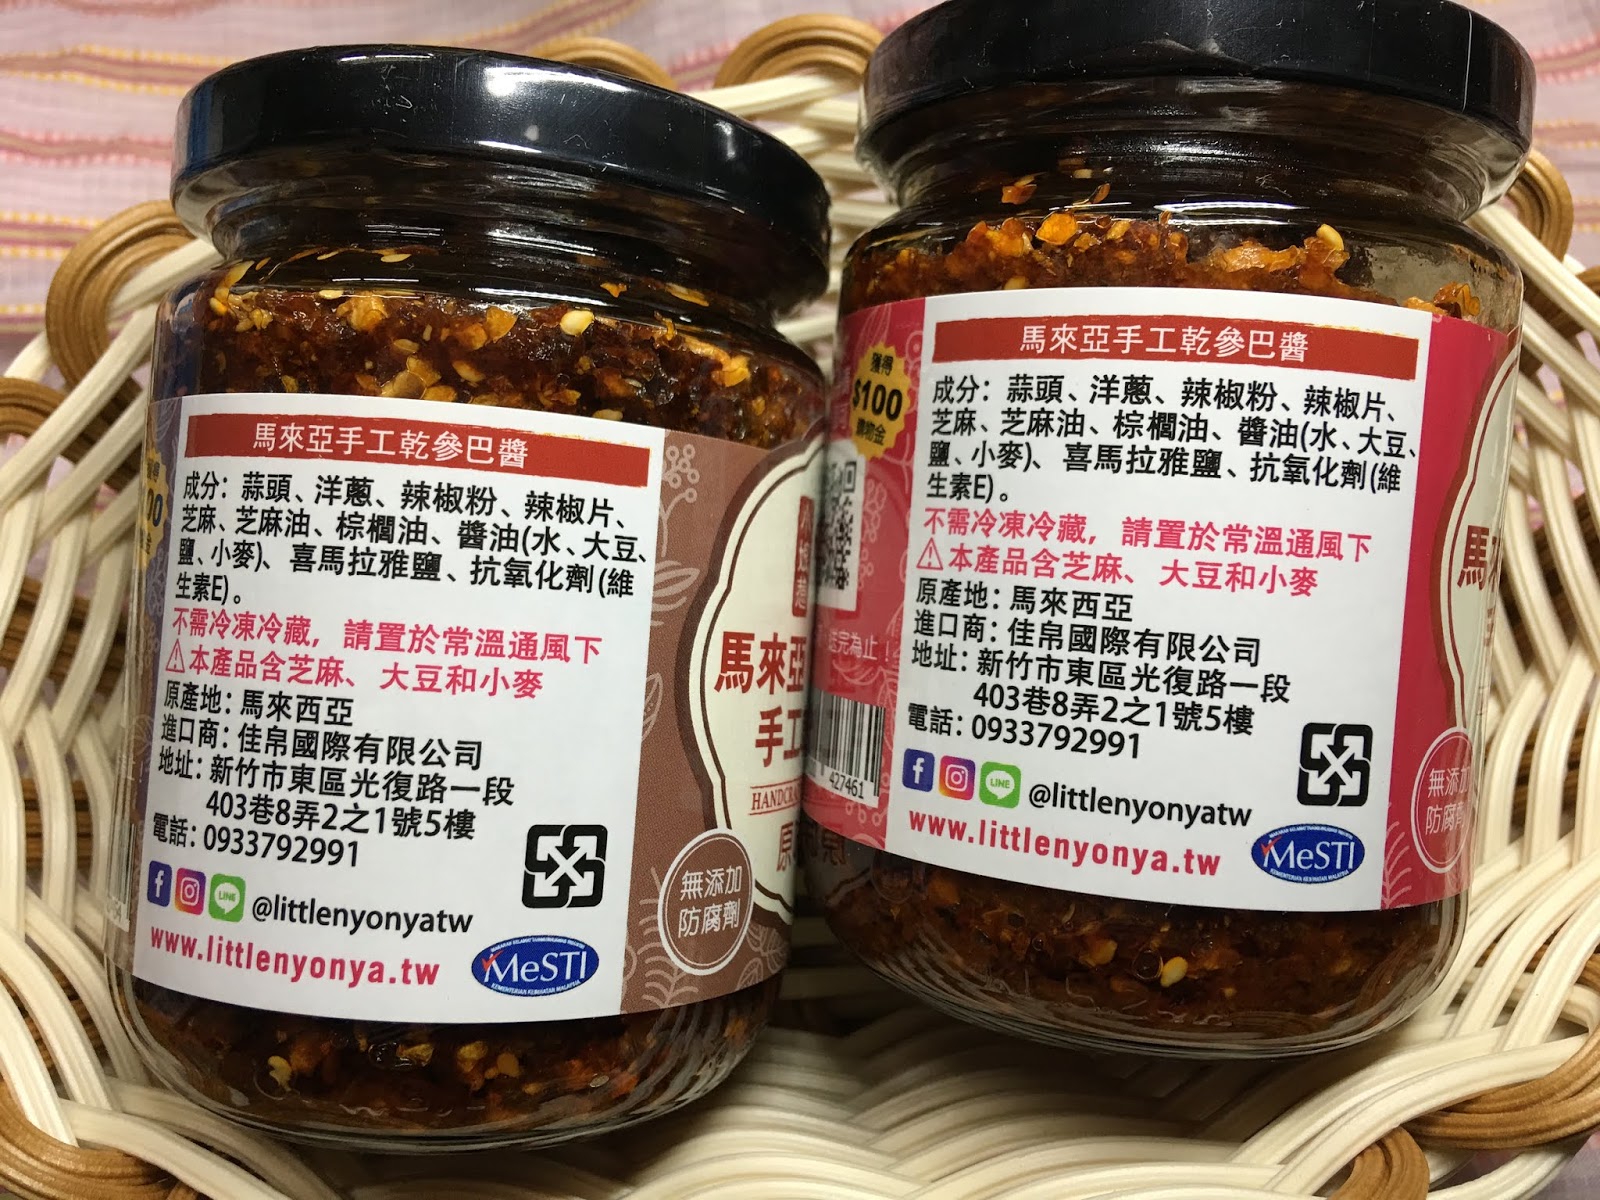 馬來亞手工乾參巴醬
成分：蒜頭、洋蔥、辣椒粉、辣椒片、
芝麻、芝麻油、棕櫚油、醬油(水、大豆、
鹽、小麥)、喜馬拉雅鹽、抗氧化劑(維
生素E)。
不需冷凍冷藏，請置於常溫通風下
⚠本產品含芝麻、大豆和小麥
原產地：馬來西亞
進口商：佳帛國際有限公司
地址：新竹市東區光復路一段
403巷8弄2之1號5樓
電話：0933792991
LINE
@littlenyonyatw
www.littlenyonya.tw
MeSTI
馬來亞
手工
無添加
防腐劑
獲得
$100
購物金
送完為止！
427461
馬來亞手工乾參巴醬
成分：蒜頭、洋蔥、辣椒粉、辣椒片、
芝麻、芝麻油、棕櫚油、醬油(水、大豆、
鹽、小麥)、喜馬拉雅鹽、抗氧化劑(維
生素E)。
不需冷凍冷藏，請置於常溫通風下
⚠本產品含芝麻、大豆和小麥
原產地：馬來西亞
進口商：佳帛國際有限公司
地址：新竹市東區光復路一段
403巷8弄2之1號5樓
電話：0933792991
LINE
@littlenyonyatw
www.littlenyonya.tw
MeSTI
無添加
防腐劑